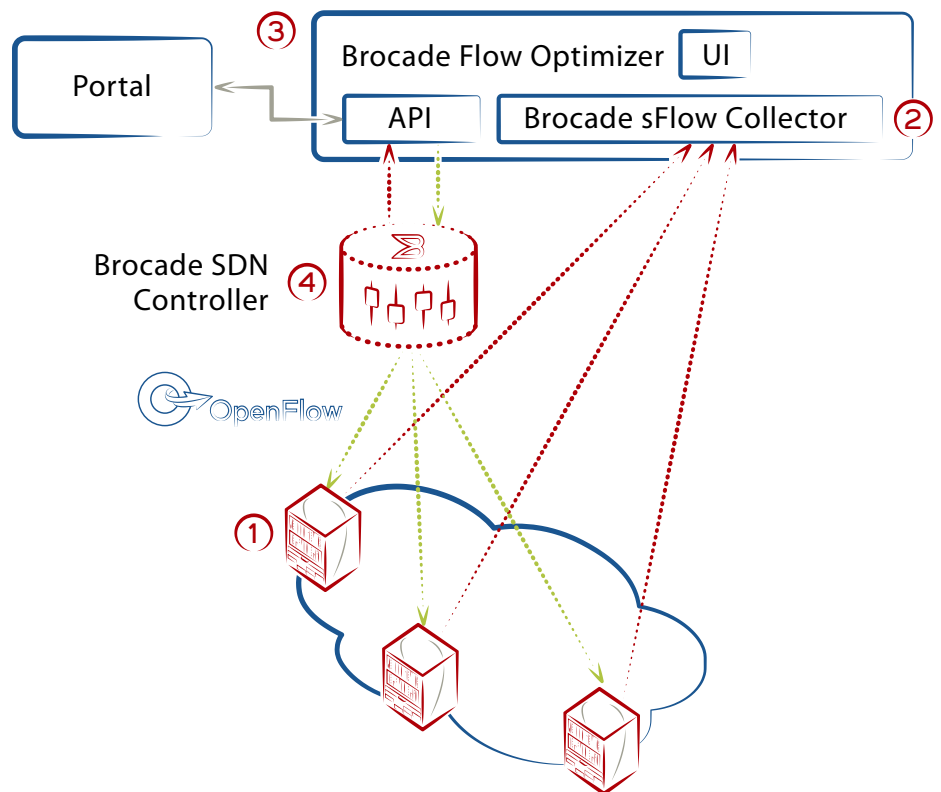 3
Brocade Flow Optimizer
UI
Portal
API
Brocade sFlow Collector
2
Brocade SDN
Controller
4
OpenFlow
1